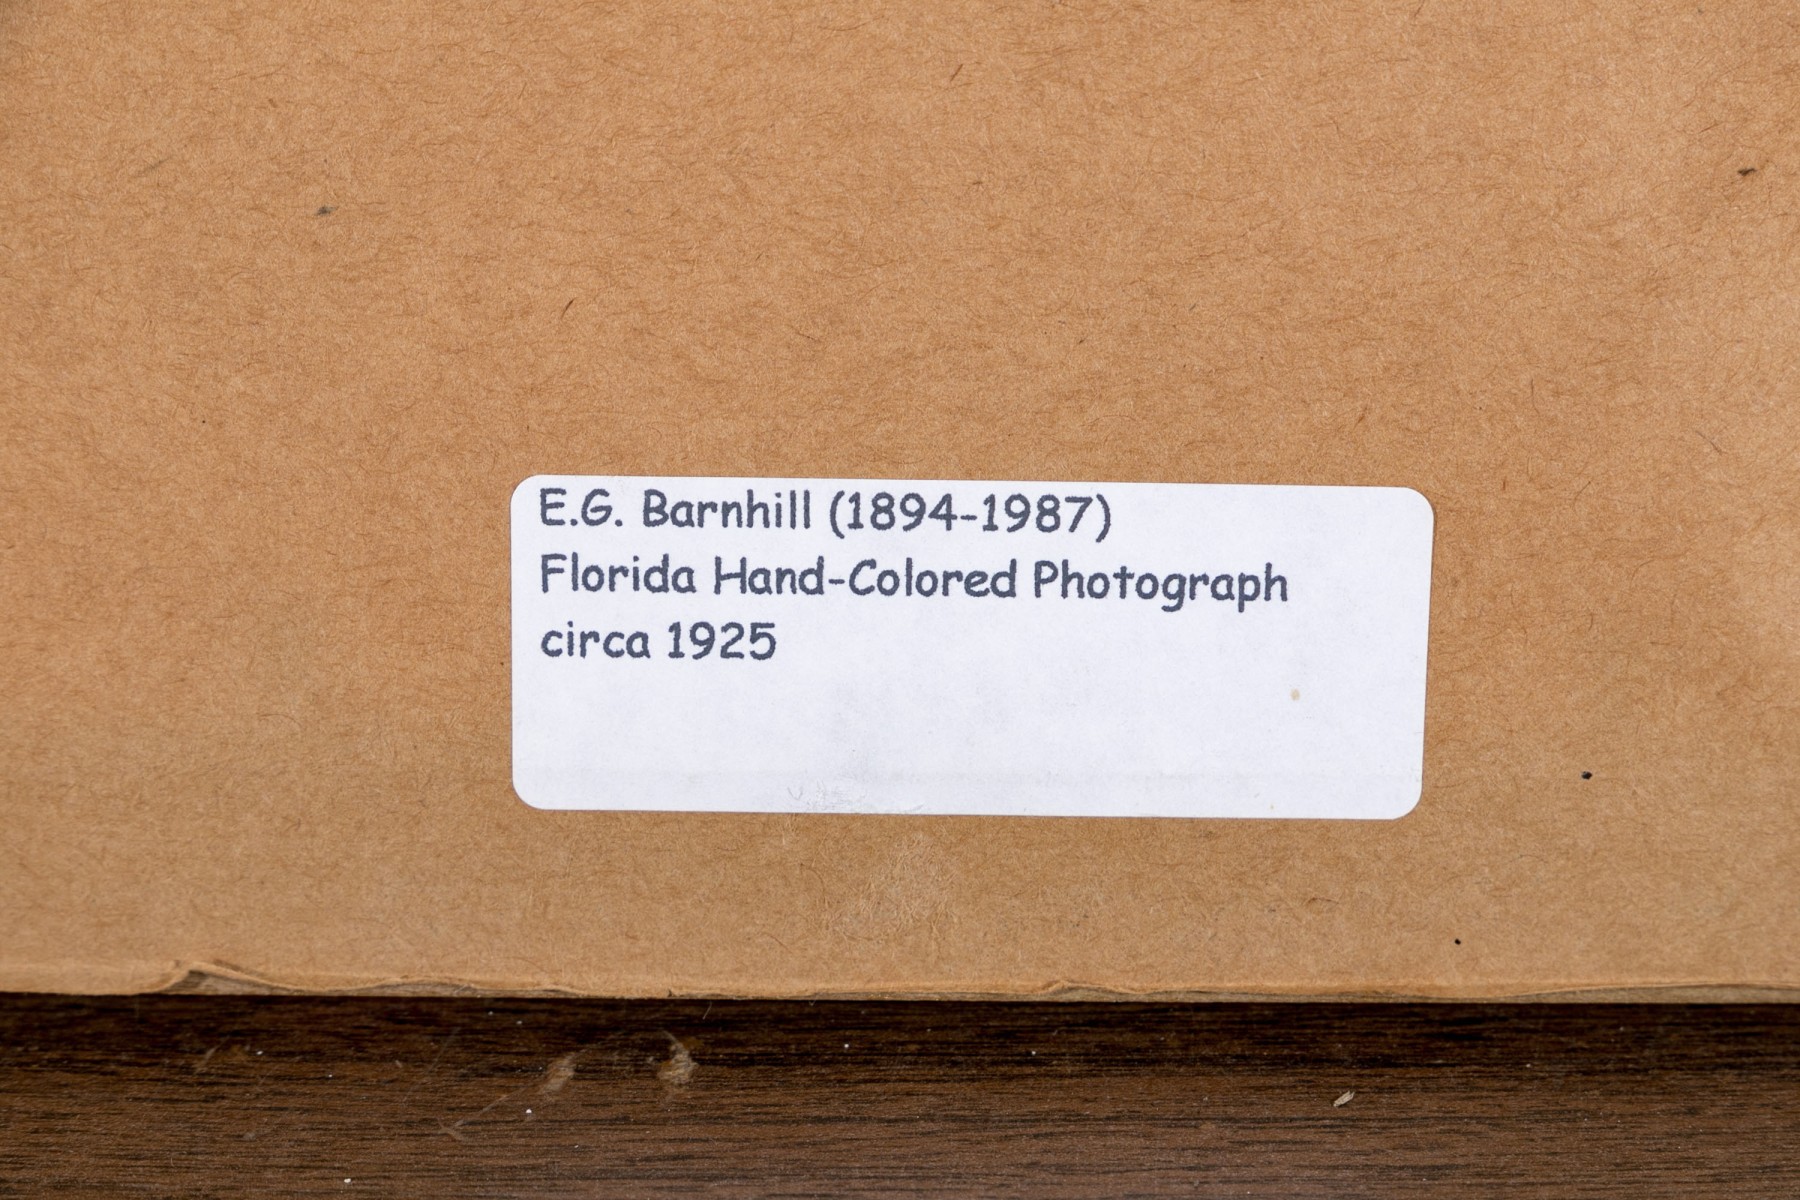 E.G. Barnhill (1894-1987)
Florida Hand-Colored Photograph
circa 1925